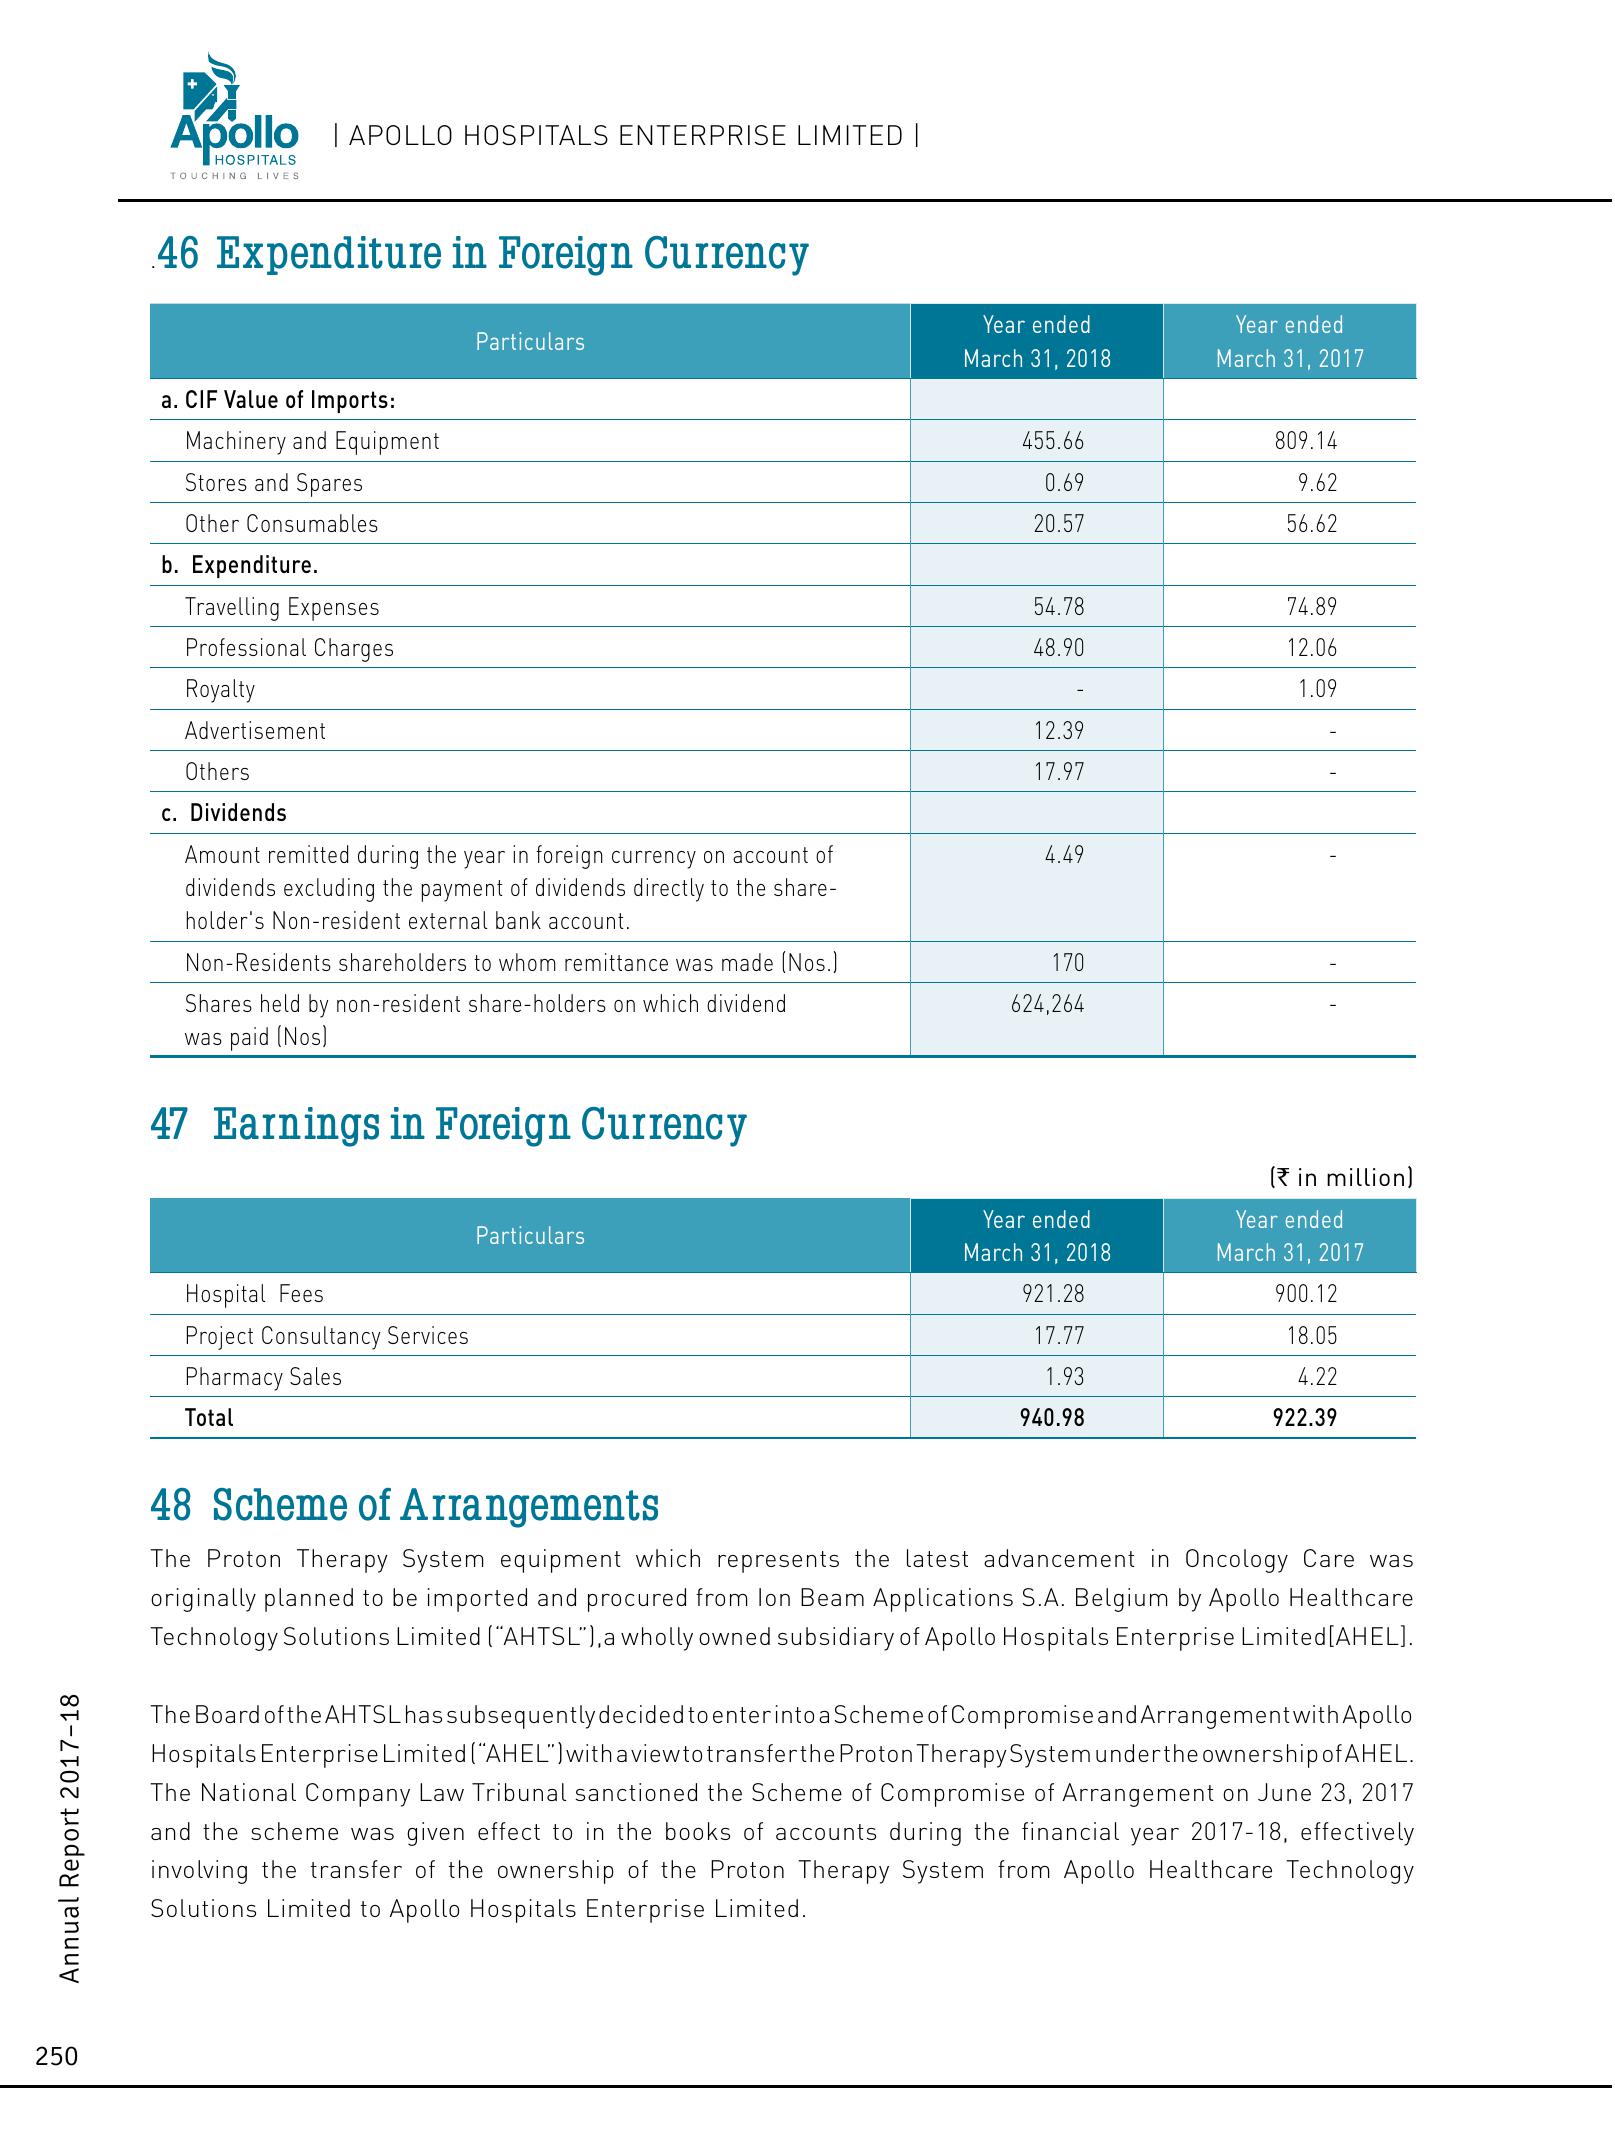 Apollo
HOSPITALS
TOUCHING LIVES
| APOLLO HOSPITALS ENTERPRISE LIMITED |
.46 Expenditure in Foreign Currency
Particulars Year ended March 31, 2018 Year ended March 31, 2017
a. CIF Value of Imports:
Machinery and Equipment 455.66 809.14
Stores and Spares 0.69 9.62
Other Consumables 20.57 56.62
b. Expenditure.
Travelling Expenses 54.78 74.89
Professional Charges 48.90 12.06
Royalty - 1.09
Advertisement 12.39 -
Others 17.97 -
c. Dividends
Amount remitted during the year in foreign currency on account of 4.49 -
dividends excluding the payment of dividends directly to the share-
holder's Non-resident external bank account.
Non-Residents shareholders to whom remittance was made (Nos.) 170 -
Shares held by non-resident share-holders on which dividend 624,264 -
was paid (Nos)
47 Earnings in Foreign Currency
(₹ in million)
Particulars Year ended March 31, 2018 Year ended March 31, 2017
Hospital Fees 921.28 900.12
Project Consultancy Services 17.77 18.05
Pharmacy Sales 1.93 4.22
Total 940.98 922.39
48 Scheme of Arrangements
The Proton Therapy System equipment which represents the latest advancement in Oncology Care was
originally planned to be imported and procured from Ion Beam Applications S.A. Belgium by Apollo Healthcare
Technology Solutions Limited (“AHTSL”),a wholly owned subsidiary of Apollo Hospitals Enterprise Limited[AHEL].
The Board of the AHTSL has subsequently decided to enter into a Scheme of Compromise and Arrangement with Apollo
Hospitals Enterprise Limited (“AHEL”) with a view to transfer the Proton Therapy System under the ownership of AHEL.
The National Company Law Tribunal sanctioned the Scheme of Compromise of Arrangement on June 23, 2017
and the scheme was given effect to in the books of accounts during the financial year 2017-18, effectively
involving the transfer of the ownership of the Proton Therapy System from Apollo Healthcare Technology
Solutions Limited to Apollo Hospitals Enterprise Limited.
Annual Report 2017–18
250